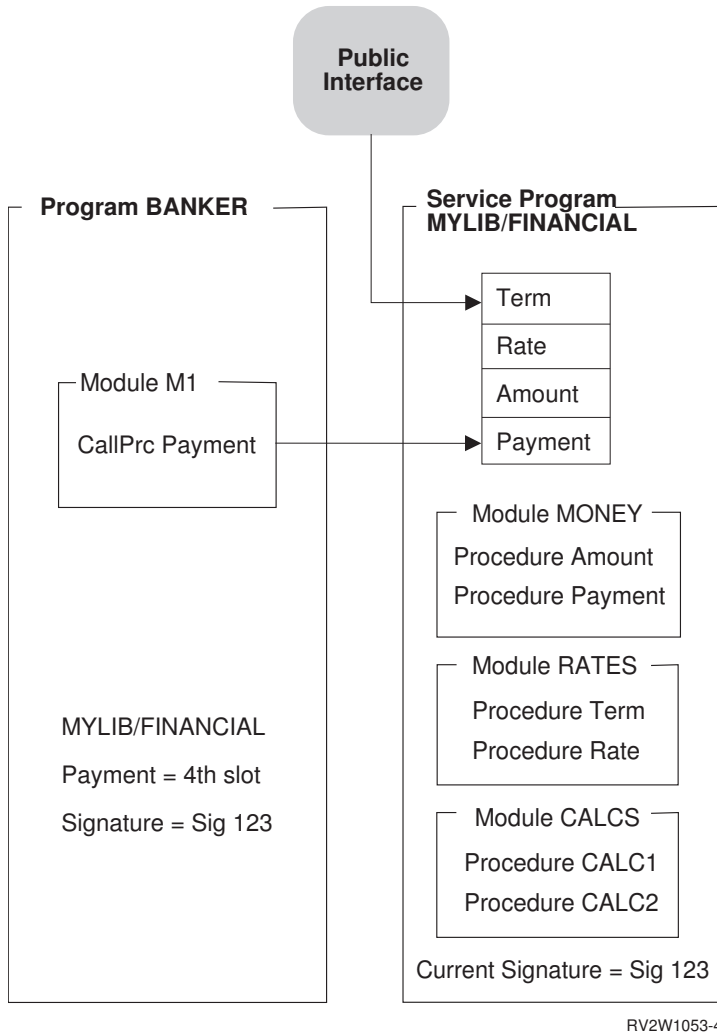 Public
Interface
Program BANKER
Module M1
CallPrc Payment
MYLIB/FINANCIAL
Payment = 4th slot
Signature = Sig 123
Service Program
MYLIB/FINANCIAL
Term
Rate
Amount
Payment
Module MONEY
Procedure Amount
Procedure Payment
Module RATES
Procedure Term
Procedure Rate
Module CALCS
Procedure CALC1
Procedure CALC2
Current Signature = Sig 123
RV2W1053-4